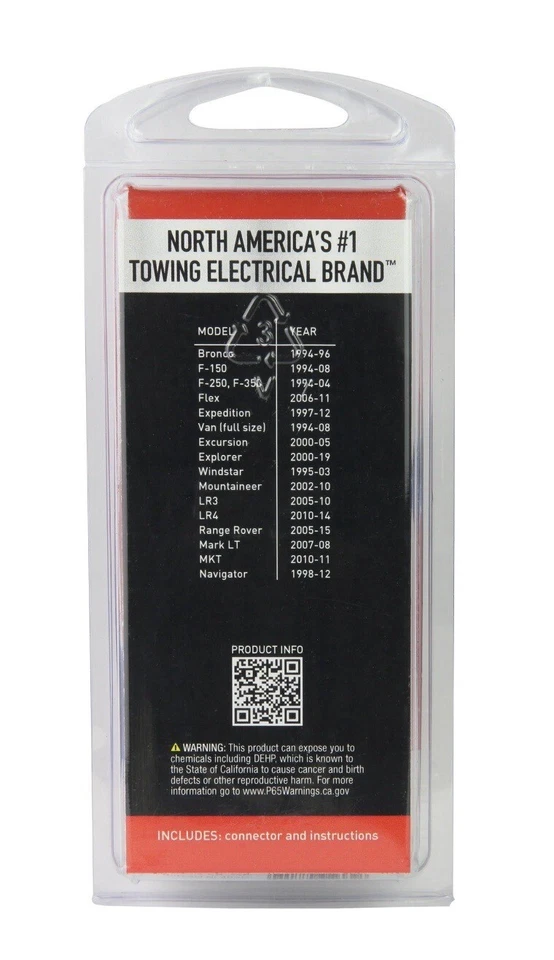 NORTH AMERICA'S #1
TOWING ELECTRICAL BRAND™
3
MODEL YEAR
Bronco 1994-96
F-150 1994-08
F-250, F-350 1994-04
Flex 2006-11
Expedition 1997-12
Van (full size) 1994-08
Excursion 2000-05
Explorer 2000-19
Windstar 1995-03
Mountaineer 2002-10
LR3 2005-10
LR4 2010-14
Range Rover 2005-15
Mark LT 2007-08
MKT 2010-11
Navigator 1998-12
PRODUCT INFO
WARNING: This product can expose you to
chemicals including DEHP, which is known to
the State of California to cause cancer and birth
defects or other reproductive harm. For more
information go to www.P65Warnings.ca.gov
INCLUDES: connector and instructions